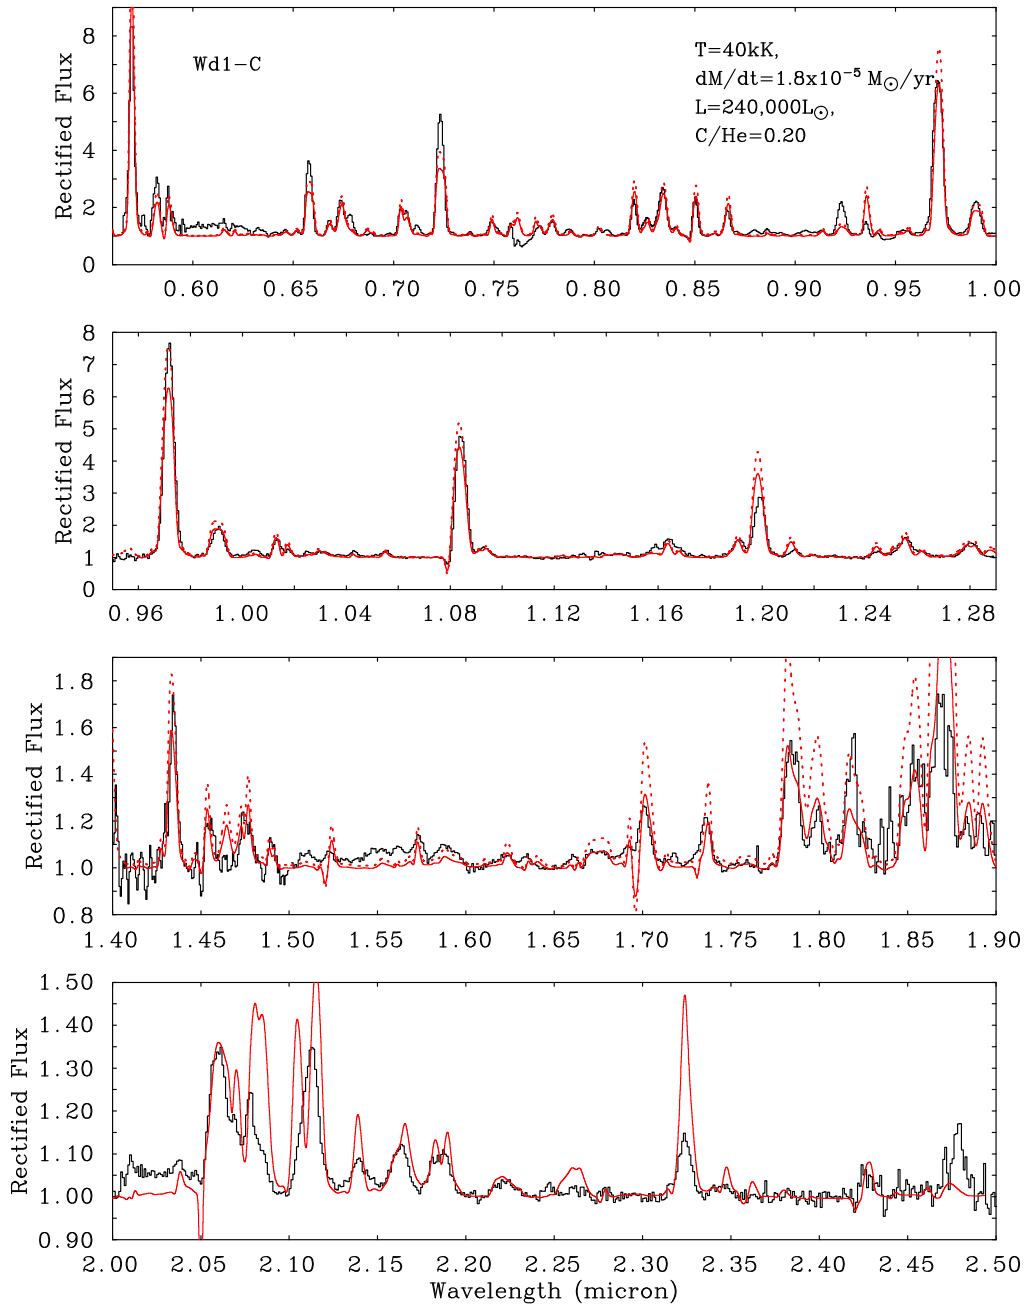 8
6
4
2
0
Rectified Flux
Wd1-C
T=40kK,
dM/dt=1.8x10⁻⁵ M☉/yr,
L=240,000L☉,
C/He=0.20
0.60 0.65 0.70 0.75 0.80 0.85 0.90 0.95 1.00
8
7
6
5
4
3
2
1
0
Rectified Flux
0.96 1.00 1.04 1.08 1.12 1.16 1.20 1.24 1.28
1.8
1.6
1.4
1.2
1.0
0.8
Rectified Flux
1.40 1.45 1.50 1.55 1.60 1.65 1.70 1.75 1.80 1.85 1.90
1.50
1.40
1.30
1.20
1.10
1.00
0.90
Rectified Flux
2.00 2.05 2.10 2.15 2.20 2.25 2.30 2.35 2.40 2.45 2.50
Wavelength (micron)